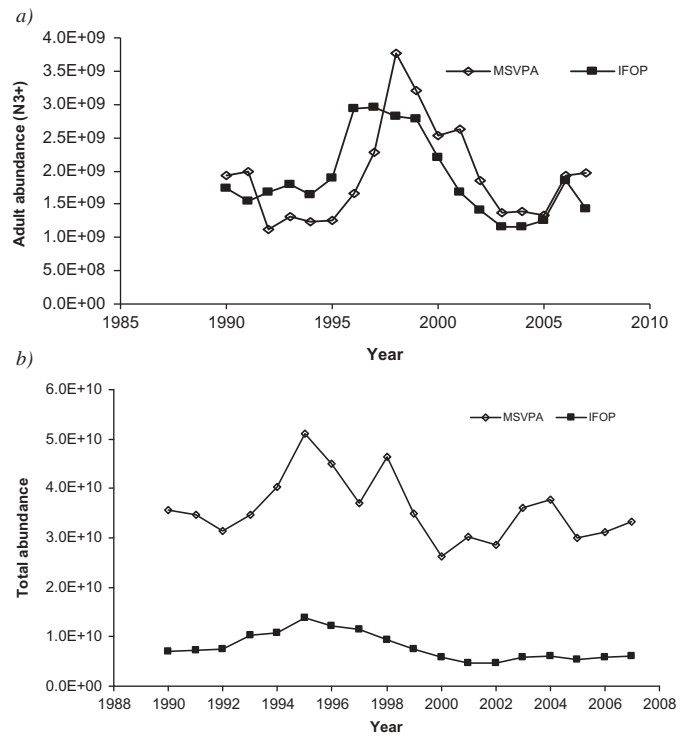 a)
4.0E+09
3.5E+09
3.0E+09
2.5E+09
2.0E+09
1.5E+09
1.0E+09
5.0E+08
0.0E+00
Adult abundance (N3+)
MSVPA IFOP
1985 1990 1995 2000 2005 2010
Year
b)
6.0E+10
5.0E+10
4.0E+10
3.0E+10
2.0E+10
1.0E+10
0.0E+00
Total abundance
MSVPA IFOP
1988 1990 1992 1994 1996 1998 2000 2002 2004 2006 2008
Year